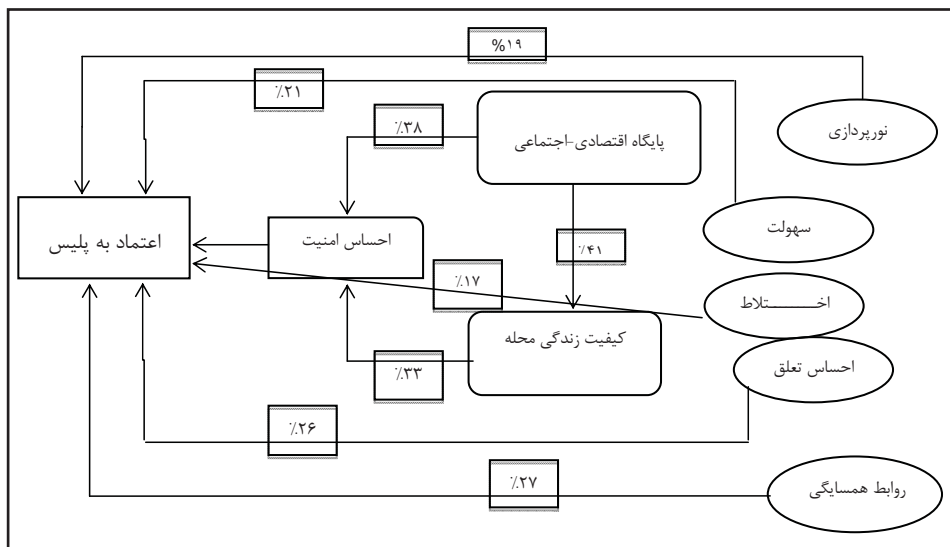 %۱۹
٪۲۱
٪۳۸
پایگاه اقتصادی-اجتماعی
نورپردازی
سهولت
اعتماد به پلیس
احساس امنیت
٪۴۱
٪۱۷
اخـــــتلاط
کیفیت زندگی محله
احساس تعلق
٪۳۳
٪۲۶
٪۲۷
روابط همسایگی